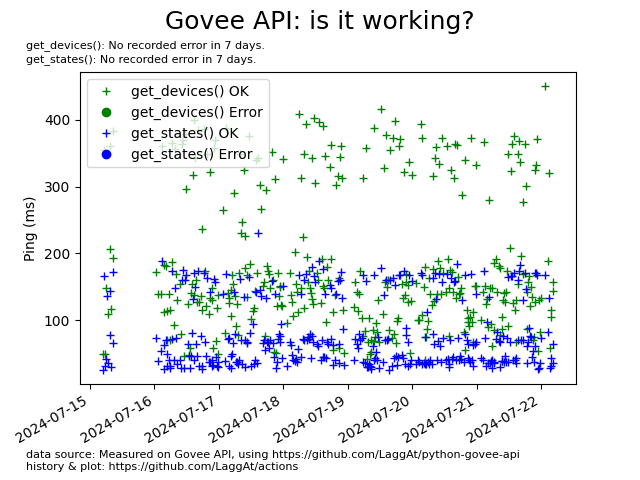 Govee API: is it working?
get_devices(): No recorded error in 7 days.
get_states(): No recorded error in 7 days.
get_devices() OK
get_devices() Error
get_states() OK
get_states() Error
Ping (ms)
400
300
200
100
2024-07-15
2024-07-16
2024-07-17
2024-07-18
2024-07-19
2024-07-20
2024-07-21
2024-07-22
data source: Measured on Govee API, using https://github.com/LaggAt/python-govee-api
history & plot: https://github.com/LaggAt/actions